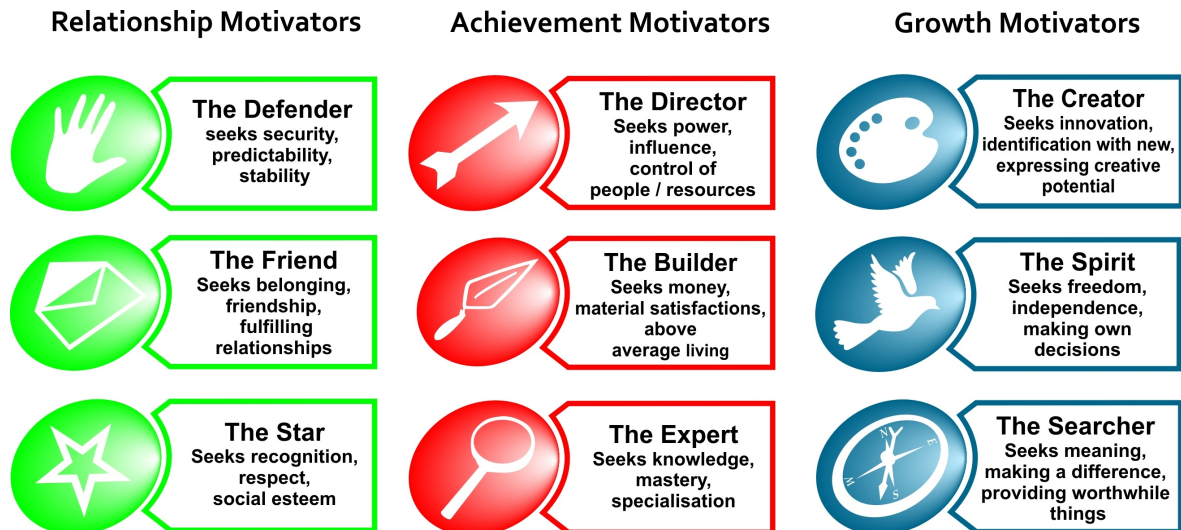 Relationship Motivators
The Defender
seeks security,
predictability,
stability
The Friend
Seeks belonging,
friendship,
fulfilling
relationships
The Star
Seeks recognition,
respect,
social esteem
Achievement Motivators
The Director
Seeks power,
influence,
control of
people / resources
The Builder
Seeks money,
material satisfactions,
above
average living
The Expert
Seeks knowledge,
mastery,
specialisation
Growth Motivators
The Creator
Seeks innovation,
identification with new,
expressing creative
potential
The Spirit
Seeks freedom,
independence,
making own
decisions
N
E
W
S
The Searcher
Seeks meaning,
making a difference,
providing worthwhile
things